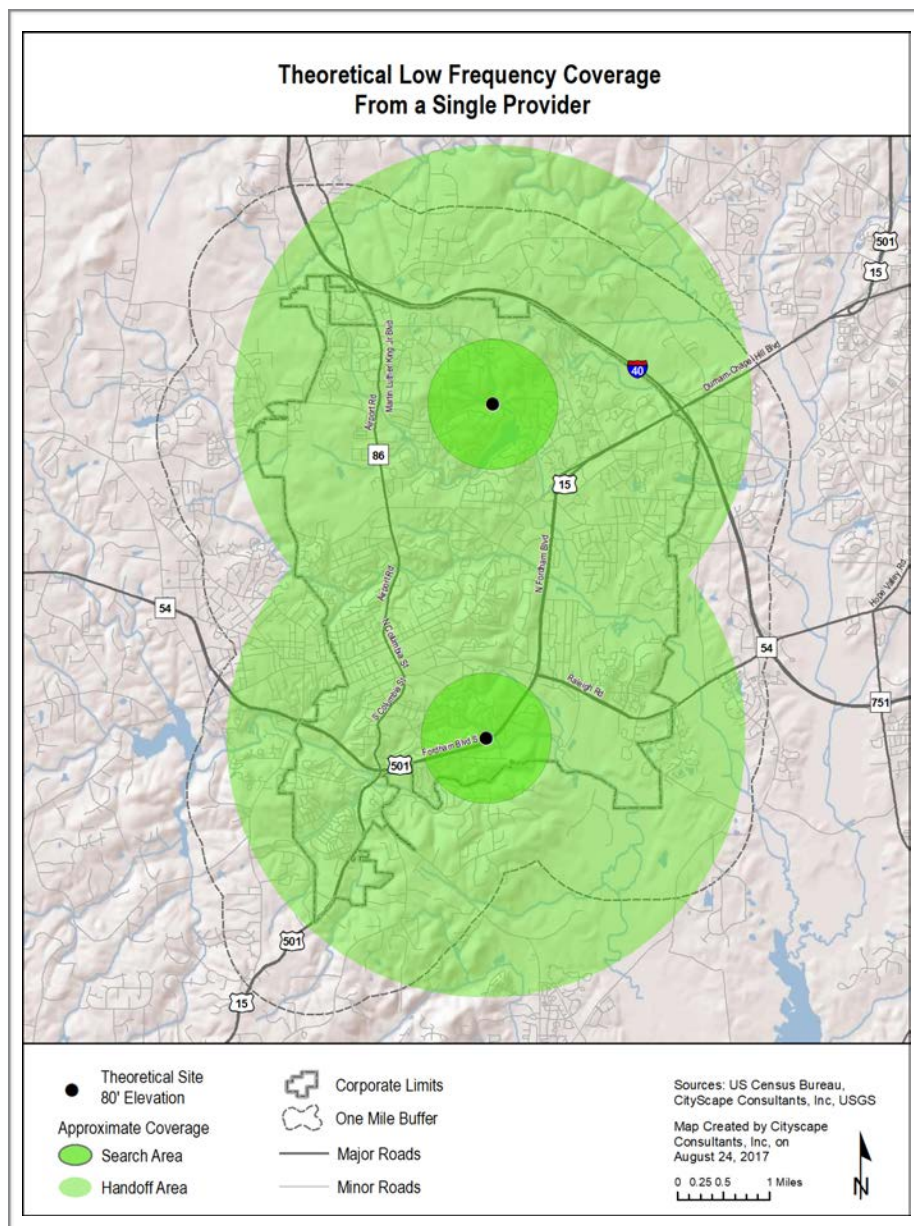 Theoretical Low Frequency Coverage
From a Single Provider
501
15
Durham-Chapel Hill Blvd
40
Martin Luther King Jr Blvd
Airport Rd
86
15
N Fordham Blvd
Airport Rd
Hope Valley Rd
54
N Columbia St
54
S Columbia St
Raleigh Rd
751
Fordham Blvd S
501
501
15
Theoretical Site
80' Elevation
Approximate Coverage
Search Area
Handoff Area
Corporate Limits
One Mile Buffer
Major Roads
Minor Roads
Sources: US Census Bureau,
CityScape Consultants, Inc, USGS
Map Created by Cityscape
Consultants, Inc, on
August 24, 2017
0 0.25 0.5 1 Miles
N